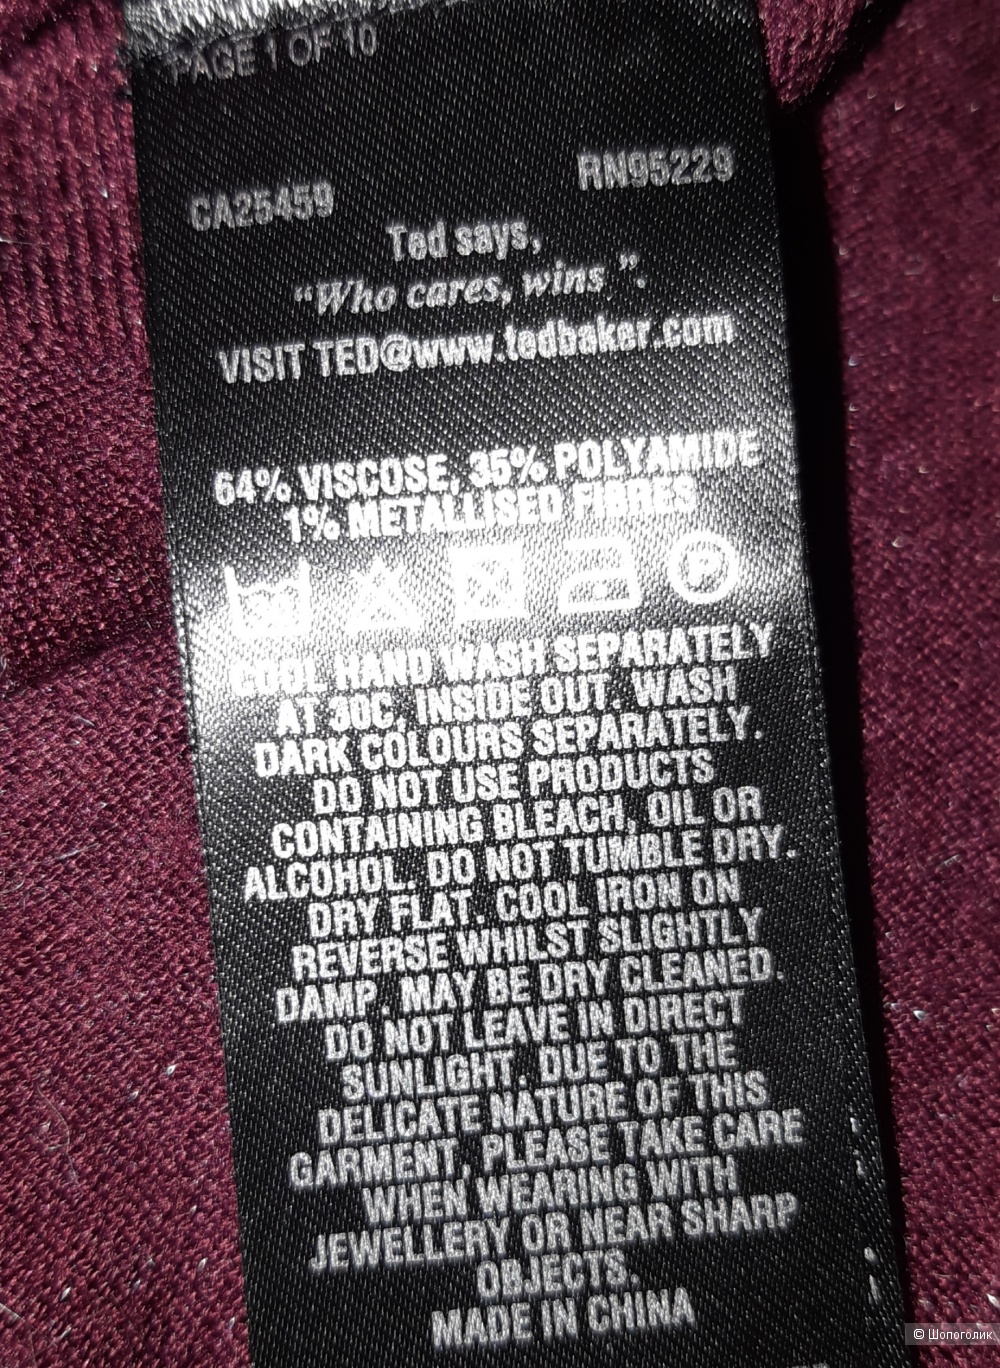 PAGE 1 OF 10
CA25459 RN95229
Ted says,
“Who cares, wins ”.
VISIT TED@www.tedbaker.com
64% VISCOSE, 35% POLYAMIDE
1% METALLISED FIBRES
P
COOL HAND WASH SEPARATELY
AT 30C, INSIDE OUT. WASH
DARK COLOURS SEPARATELY.
DO NOT USE PRODUCTS
CONTAINING BLEACH, OIL OR
ALCOHOL. DO NOT TUMBLE DRY.
DRY FLAT. COOL IRON ON
REVERSE WHILST SLIGHTLY
DAMP. MAY BE DRY CLEANED.
DO NOT LEAVE IN DIRECT
SUNLIGHT. DUE TO THE
DELICATE NATURE OF THIS
GARMENT, PLEASE TAKE CARE
WHEN WEARING WITH
JEWELLERY OR NEAR SHARP
OBJECTS.
MADE IN CHINA
© Шопоголик